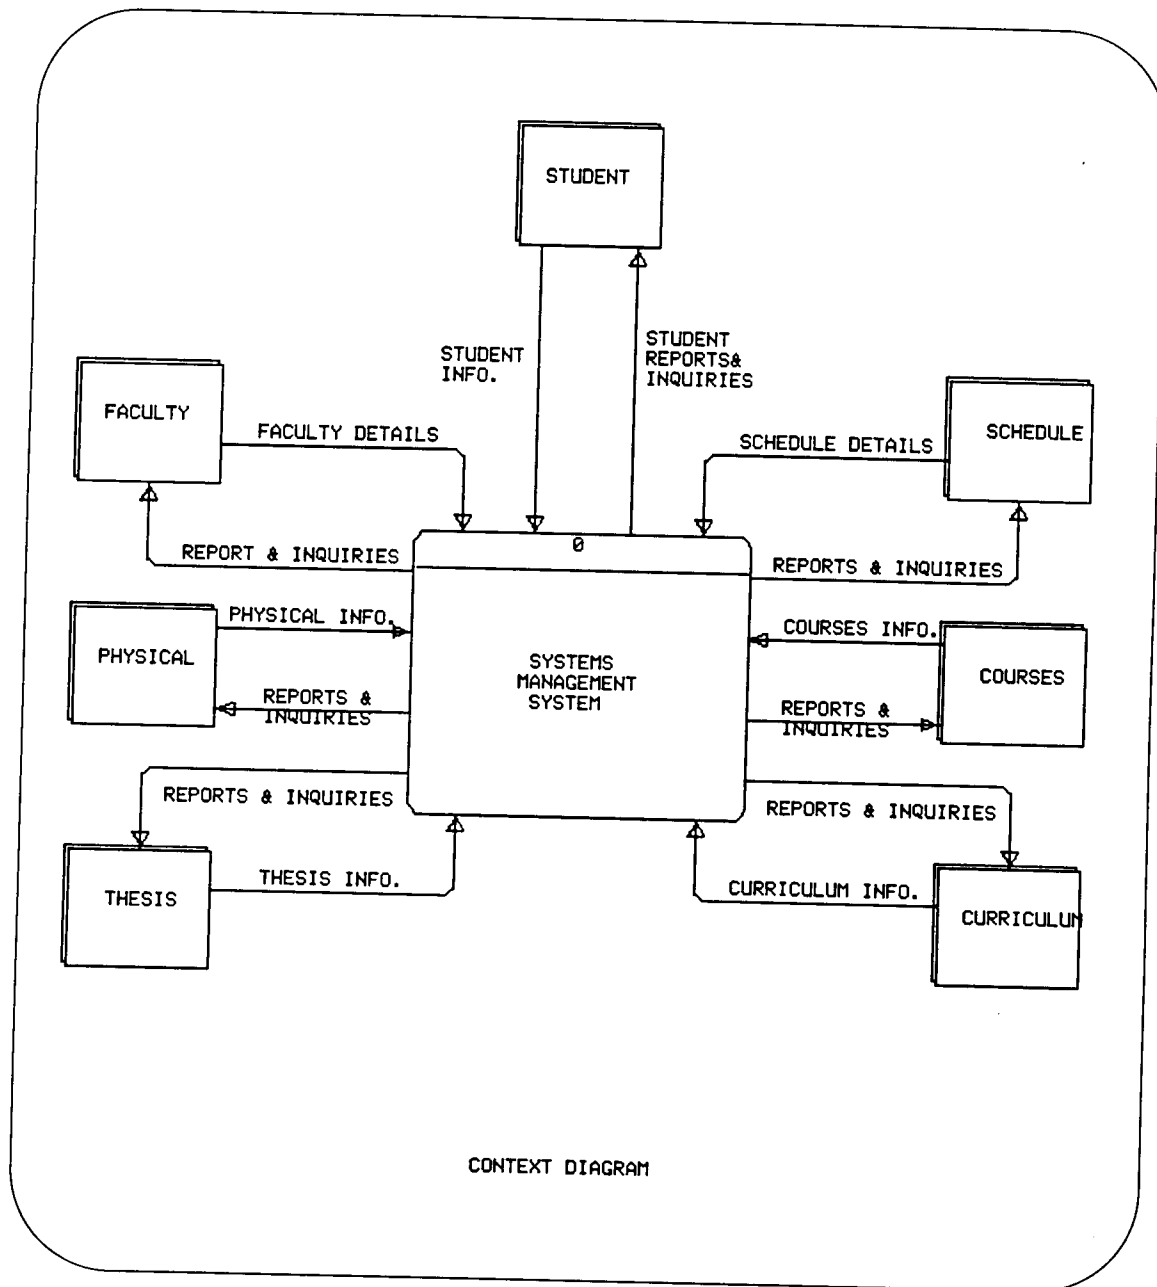 STUDENT
STUDENT
INFO.
STUDENT
REPORTS&
INQUIRIES
FACULTY
FACULTY DETAILS
SCHEDULE DETAILS
SCHEDULE
REPORT & INQUIRIES
0
REPORTS & INQUIRIES
PHYSICAL INFO.
COURSES INFO.
PHYSICAL
SYSTEMS
MANAGEMENT
SYSTEM
COURSES
REPORTS &
INQUIRIES
REPORTS &
INQUIRIES
REPORTS & INQUIRIES
REPORTS & INQUIRIES
THESIS
THESIS INFO.
CURRICULUM INFO.
CURRICULUM
CONTEXT DIAGRAM